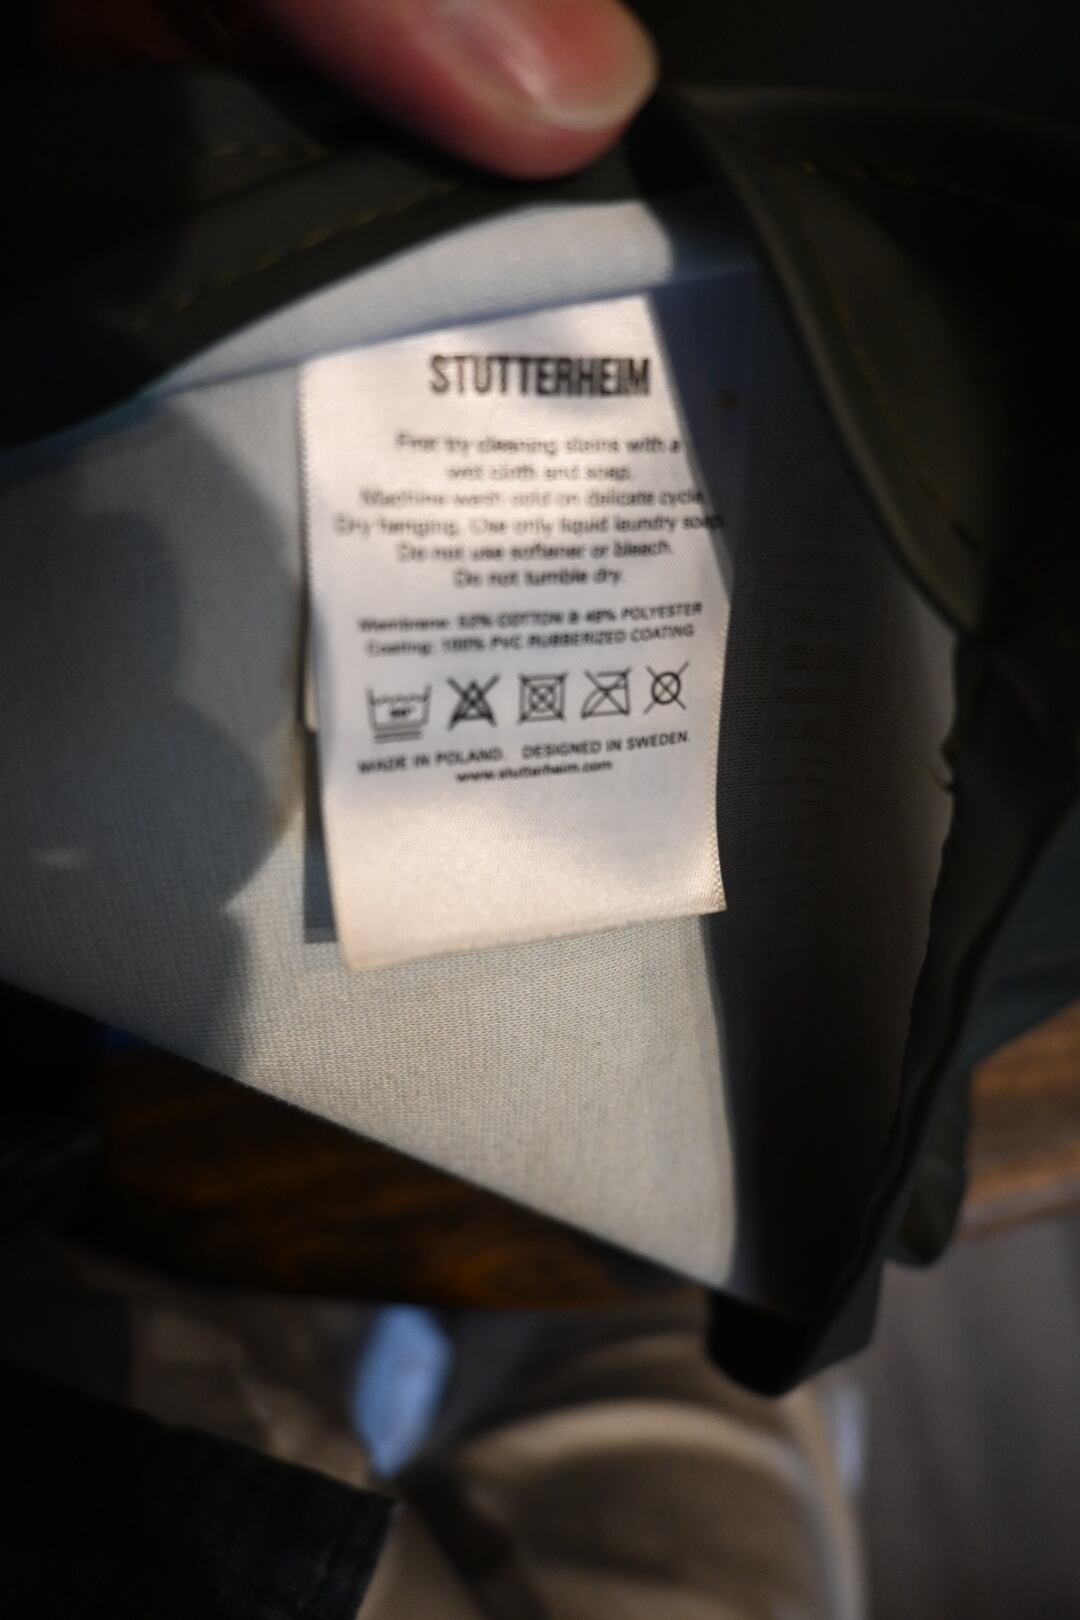 STUTTERHEIM
First try cleaning stains with a
wet cloth and soap.
Machine wash cold on delicate cycle.
Dry hanging. Use only liquid laundry soap.
Do not use softener or bleach.
Do not tumble dry.
Membrane: 52% COTTON & 48% POLYESTER
Coating: 100% PVC RUBBERIZED COATING
MADE IN POLAND. DESIGNED IN SWEDEN.
www.stutterheim.com